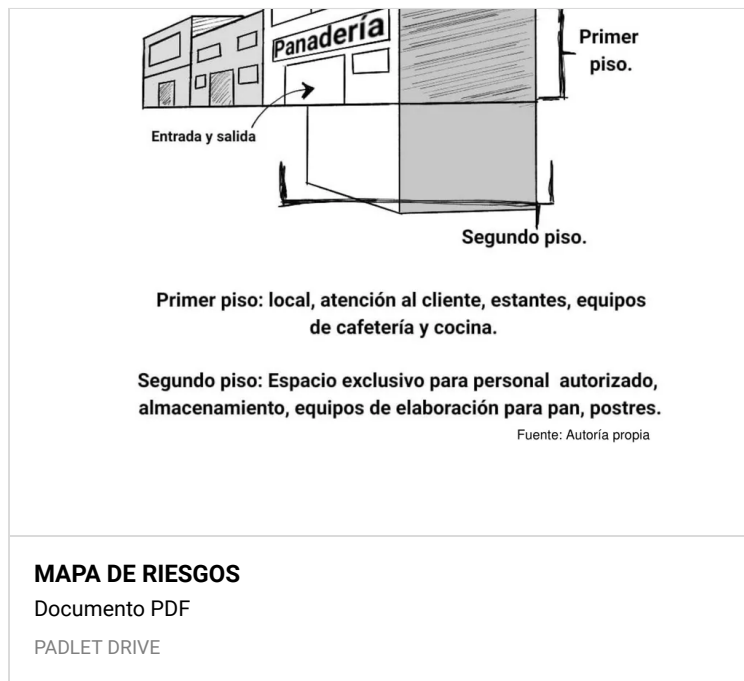 Panadería
Primer
piso.
Entrada y salida
Segundo piso.
Primer piso: local, atención al cliente, estantes, equipos
de cafetería y cocina.
Segundo piso: Espacio exclusivo para personal autorizado,
almacenamiento, equipos de elaboración para pan, postres.
Fuente: Autoría propia
MAPA DE RIESGOS
Documento PDF
PADLET DRIVE